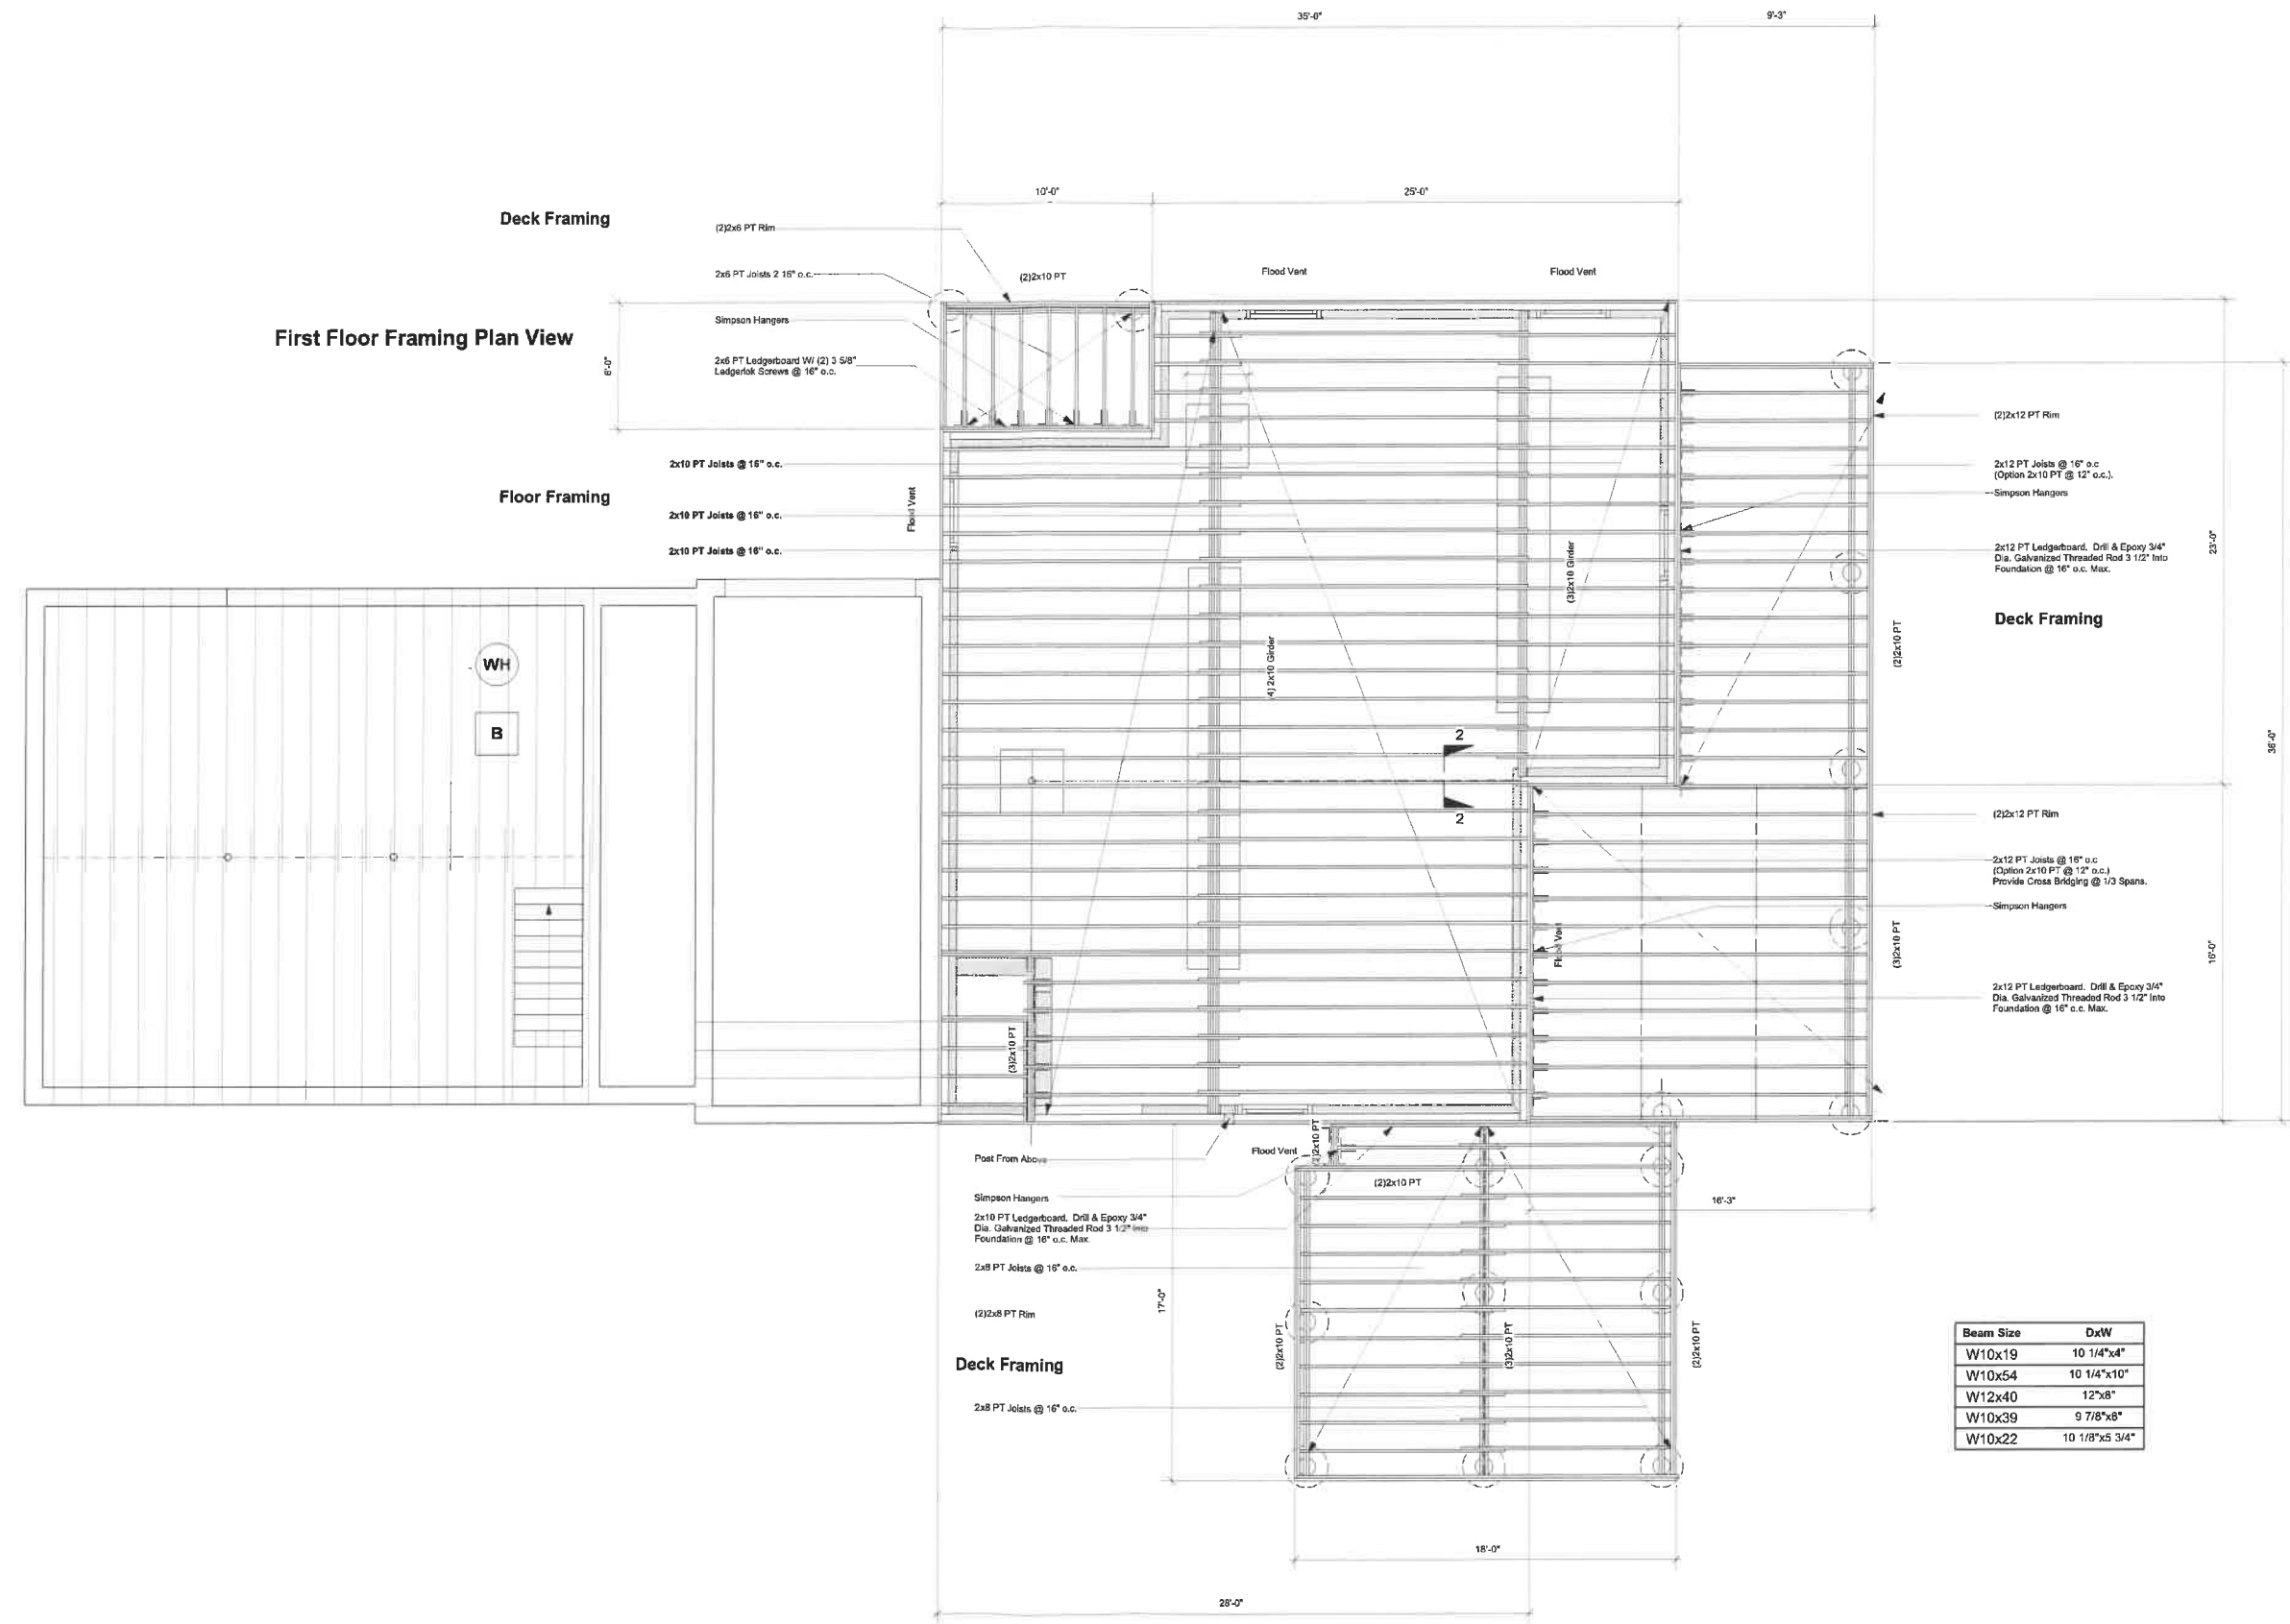 35'-0"
9'-3"
10'-0"
25'-0"
Deck Framing
(2)2x6 PT Rim
2x6 PT Joists 2 16" o.c.
(2)2x10 PT
Flood Vent
Flood Vent
Simpson Hangers
First Floor Framing Plan View
2x6 PT Ledgerboard W/ (2) 3 5/8"
Ledgerlok Screws @ 16" o.c.
(2)2x12 PT Rim
2x10 PT Joists @ 16" o.c.
2x12 PT Joists @ 16" o.c
(Option 2x10 PT @ 12" o.c.).
Simpson Hangers
Floor Framing
Flood Vent
2x10 PT Joists @ 16" o.c.
2x10 PT Joists @ 16" o.c.
(3)2x10 Girder
2x12 PT Ledgerboard. Drill & Epoxy 3/4"
Dia. Galvanized Threaded Rod 3 1/2" Into
Foundation @ 16" o.c. Max.
23'-0"
Deck Framing
(2)2x10 PT
WH
(4) 2x10 Girder
B
2
36'-0"
2
(2)2x12 PT Rim
2x12 PT Joists @ 16" o.c
(Option 2x10 PT @ 12" o.c.)
Provide Cross Bridging @ 1/3 Spans.
Simpson Hangers
Flood Vent
(3)2x10 PT
16'-0"
2x12 PT Ledgerboard. Drill & Epoxy 3/4"
Dia. Galvanized Threaded Rod 3 1/2" Into
Foundation @ 16" o.c. Max.
(3)2x10 PT
Post From Above
Flood Vent
(2)2x10 PT
(2)2x10 PT
Simpson Hangers
16'-3"
2x10 PT Ledgerboard. Drill & Epoxy 3/4"
Dia. Galvanized Threaded Rod 3 1/2" Into
Foundation @ 16" o.c. Max.
2x8 PT Joists @ 16" o.c.
17'-0"
(2)2x8 PT Rim
(2)2x10 PT
(3)2x10 PT
(2)2x10 PT
Deck Framing
2x8 PT Joists @ 16" o.c.
Beam Size DxW
W10x19 10 1/4"x4"
W10x54 10 1/4"x10"
W12x40 12"x8"
W10x39 9 7/8"x8"
W10x22 10 1/8"x5 3/4"
18'-0"
28'-0"